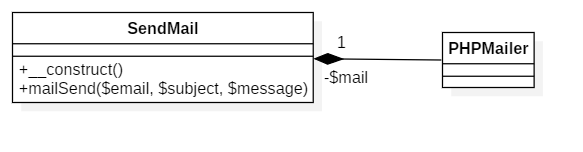 SendMail
+__construct()
+mailSend($email, $subject, $message)
1
-$mail
PHPMailer